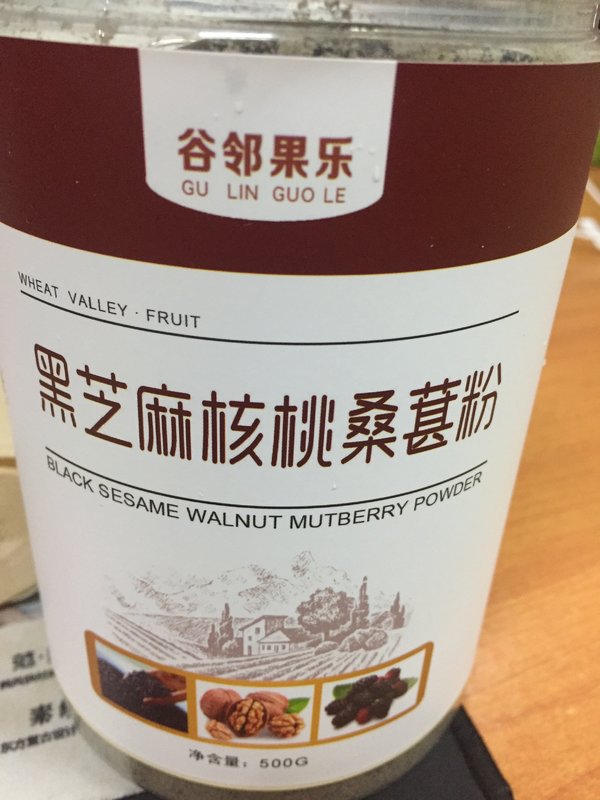 谷邻果乐
GU LIN GUO LE
WHEAT VALLEY · FRUIT
黑芝麻核桃桑葚粉
BLACK SESAME WALNUT MUTBERRY POWDER
净含量：500G